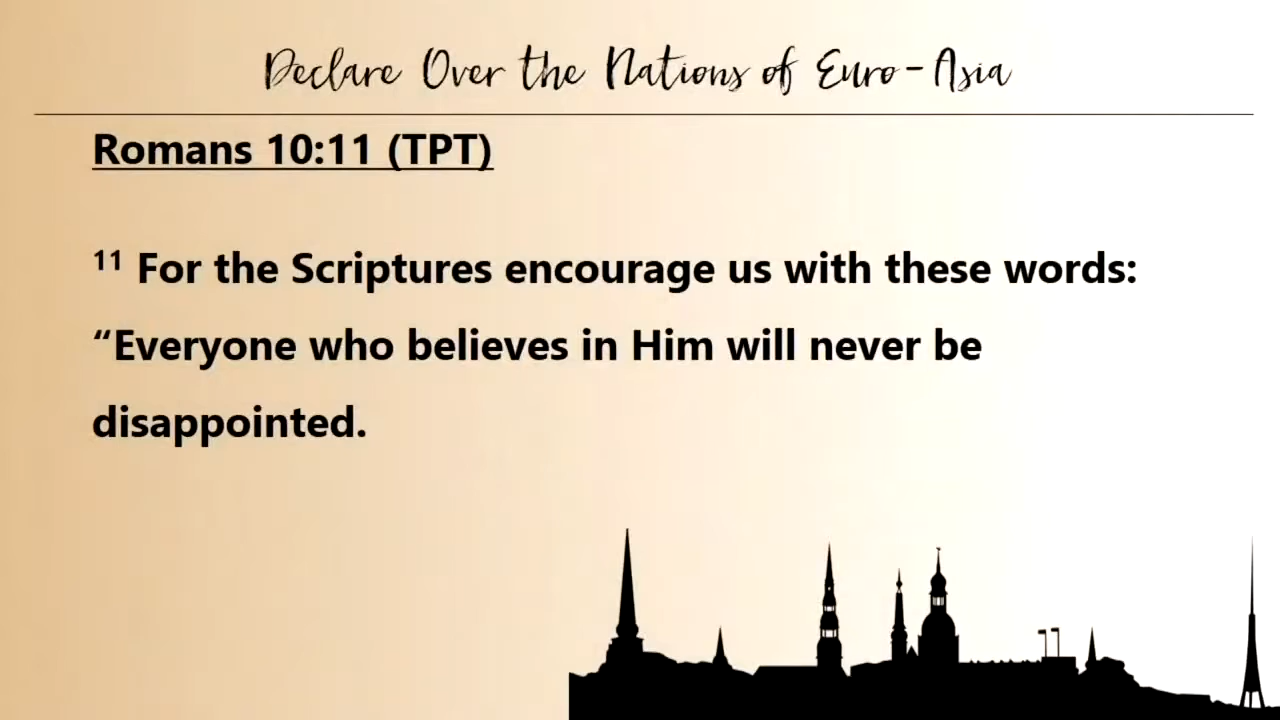 Declare Over the Nations of Euro-Asia
Romans 10:11 (TPT)
¹¹ For the Scriptures encourage us with these words:
“Everyone who believes in Him will never be
disappointed.